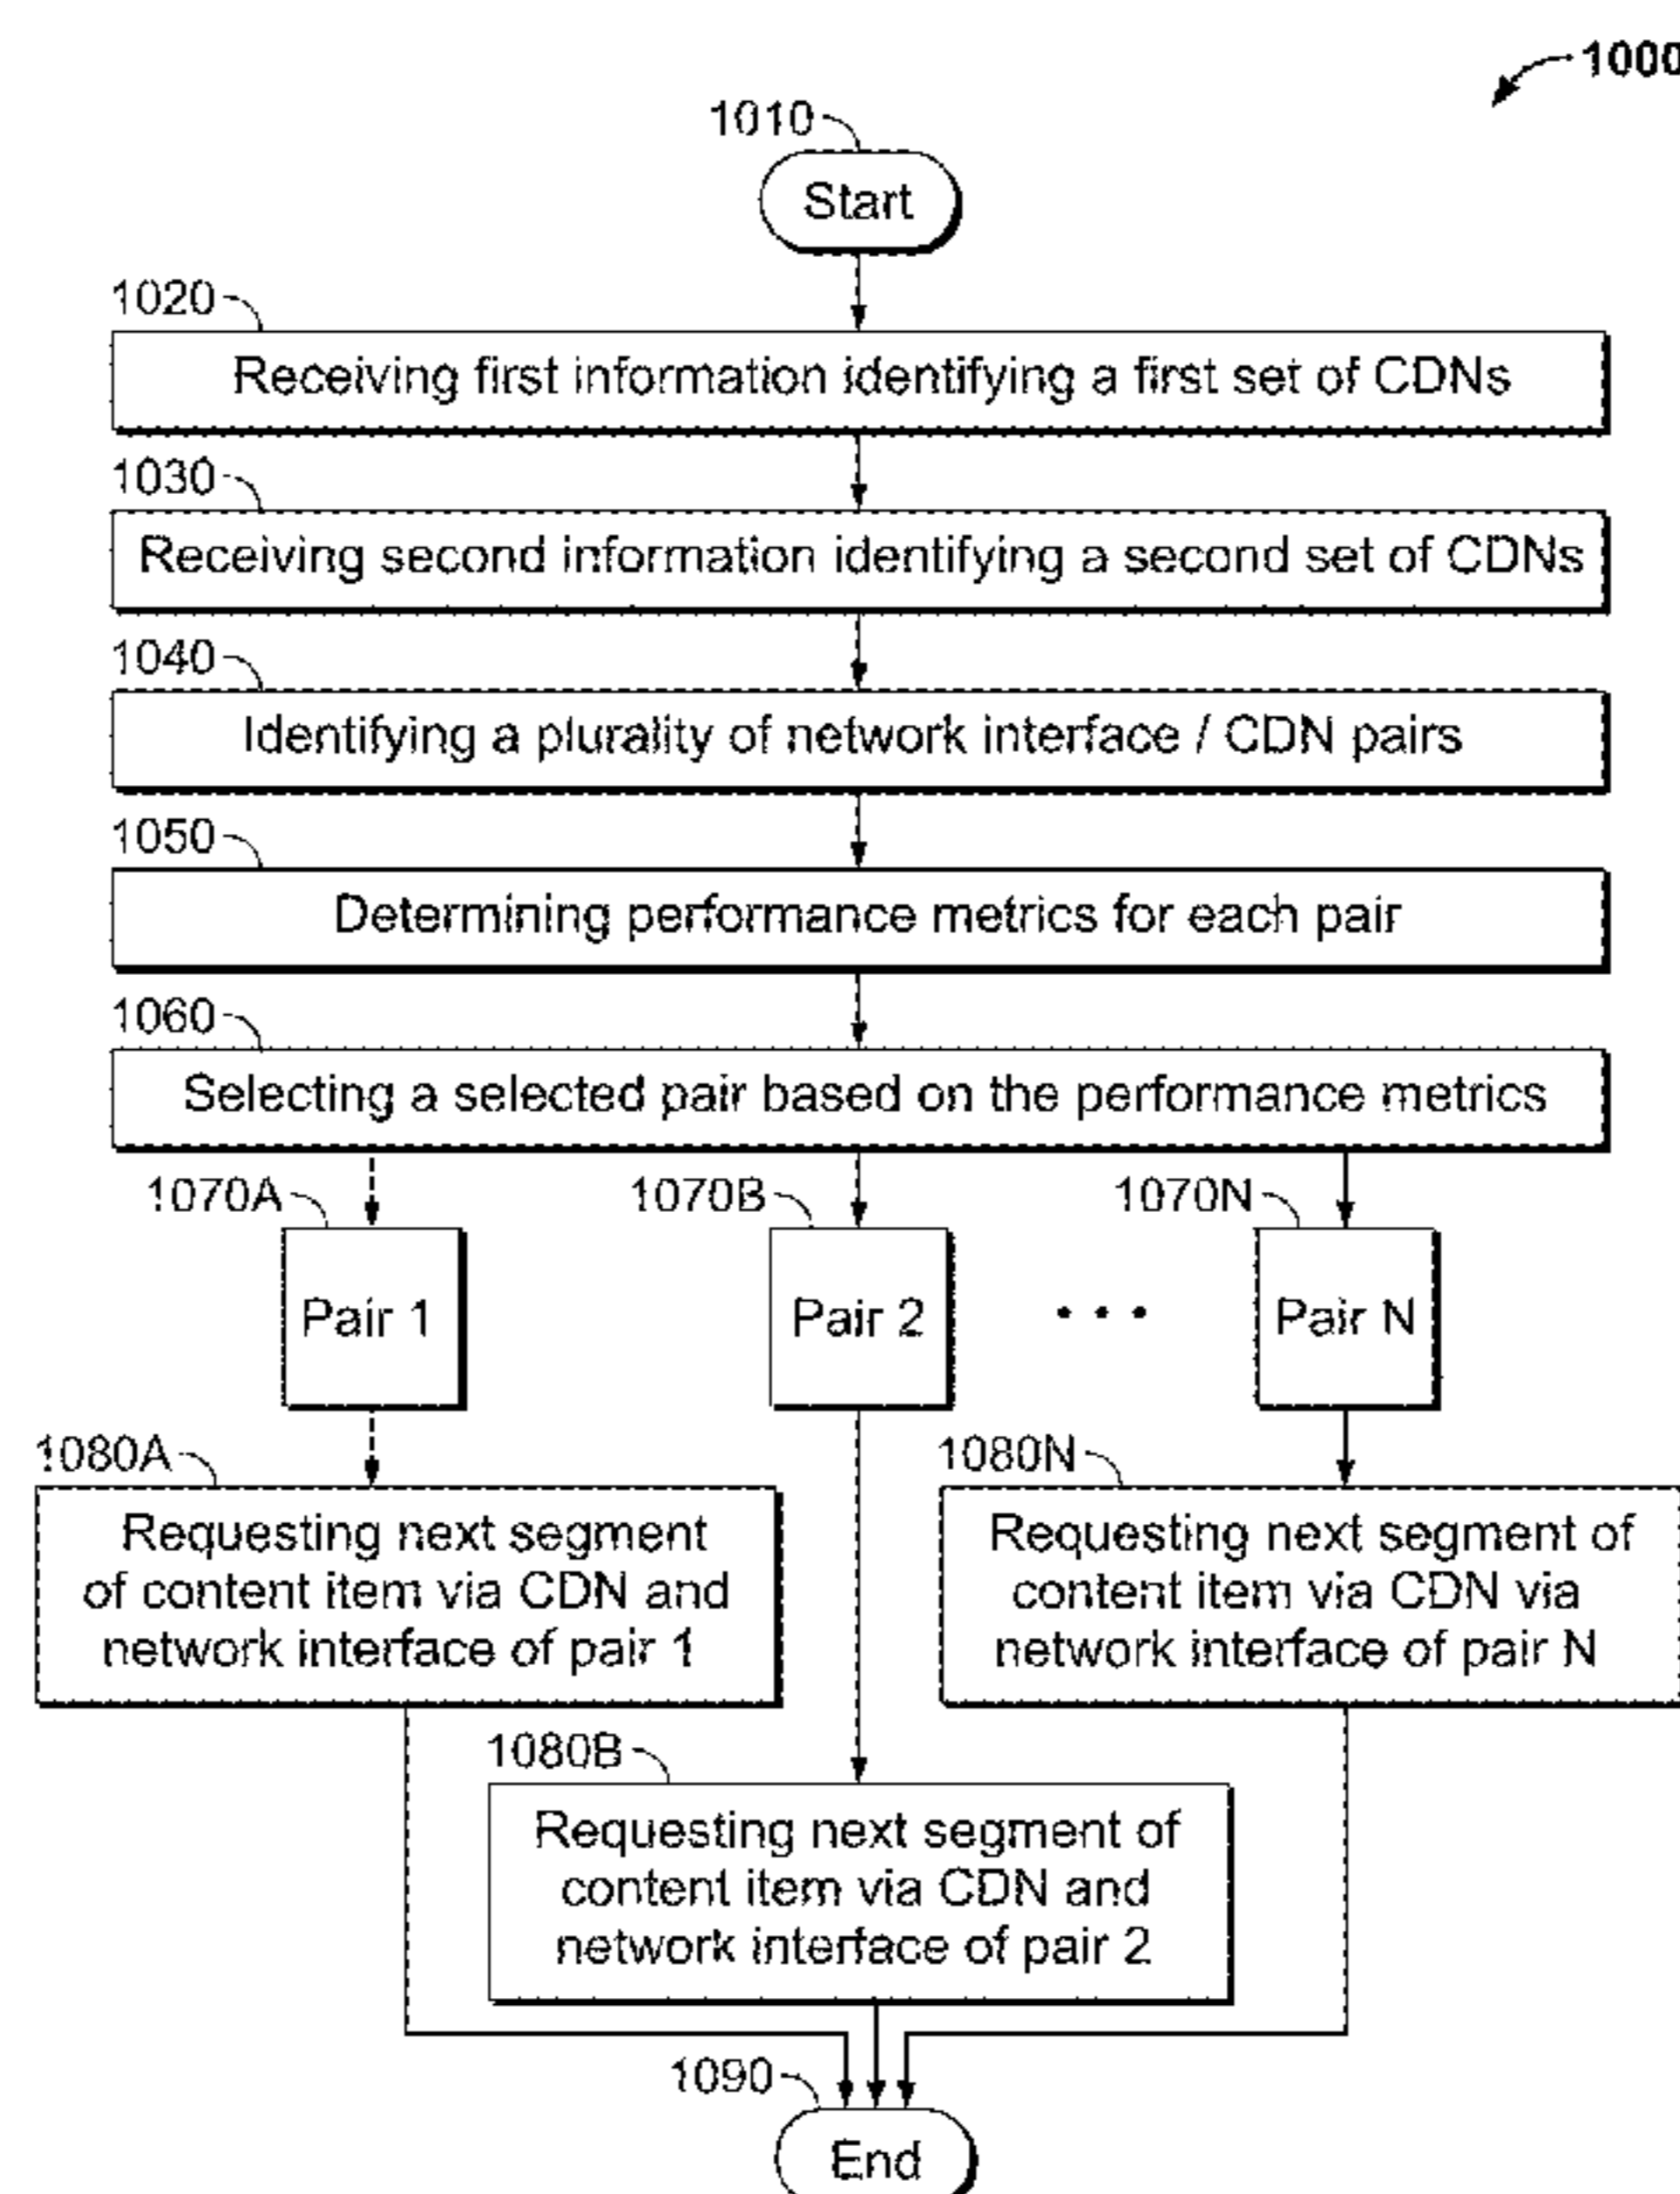 1000
1010
Start
1020
Receiving first information identifying a first set of CDNs
1030
Receiving second information identifying a second set of CDNs
1040
Identifying a plurality of network interface / CDN pairs
1050
Determining performance metrics for each pair
1060
Selecting a selected pair based on the performance metrics
1070A
1070B
1070N
Pair 1
Pair 2
• • •
Pair N
1080A
1080N
Requesting next segment
of content item via CDN and
network interface of pair 1
Requesting next segment of
content item via CDN via
network interface of pair N
1080B
Requesting next segment of
content item via CDN and
network interface of pair 2
1090
End